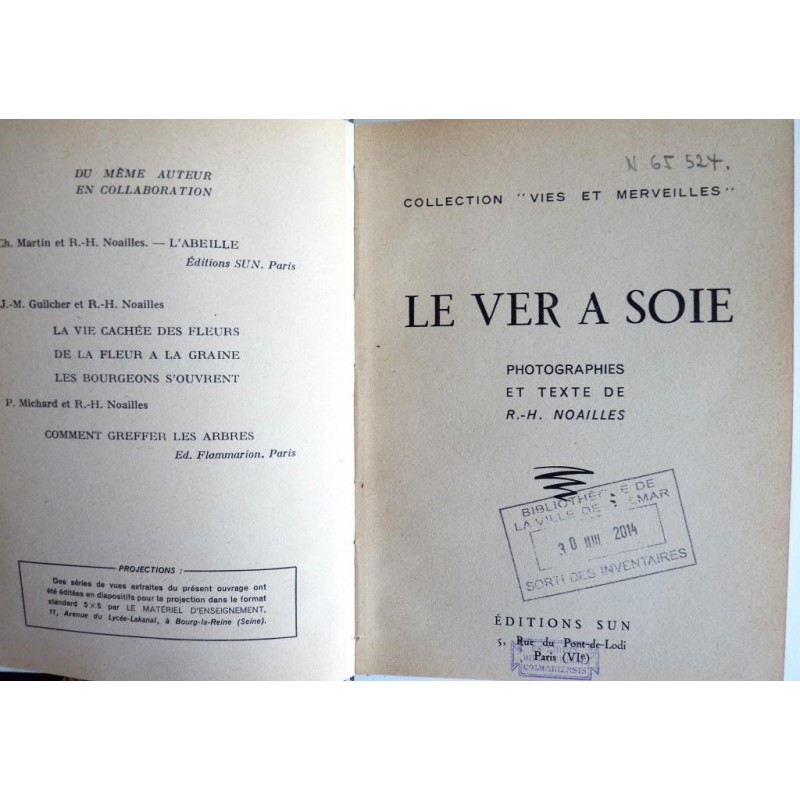 DU MÊME AUTEUR
EN COLLABORATION
Ch. Martin et R.-H. Noailles. — L'ABEILLE
Éditions SUN. Paris
J.-M. Guilcher et R.-H. Noailles
LA VIE CACHÉE DES FLEURS
DE LA FLEUR A LA GRAINE
LES BOURGEONS S'OUVRENT
P. Michard et R.-H. Noailles
COMMENT GREFFER LES ARBRES
Ed. Flammarion, Paris
PROJECTIONS :
Des séries de vues extraites du présent ouvrage ont
été éditées en diapositifs pour la projection dans le format
standard 5×5 par LE MATÉRIEL D'ENSEIGNEMENT,
11, Avenue du Lycée-Lakanal, à Bourg-la-Reine (Seine).
N 65 524.
COLLECTION "VIES ET MERVEILLES"
LE VER A SOIE
PHOTOGRAPHIES
ET TEXTE DE
R.-H. NOAILLES
BIBLIOTHÈQUE DE
LA VILLE DE COLMAR
30 2014
SORTI DES INVENTAIRES
ÉDITIONS SUN
5, Rue du Pont-de-Lodi
Paris (VIe)
COLMARIENSIS